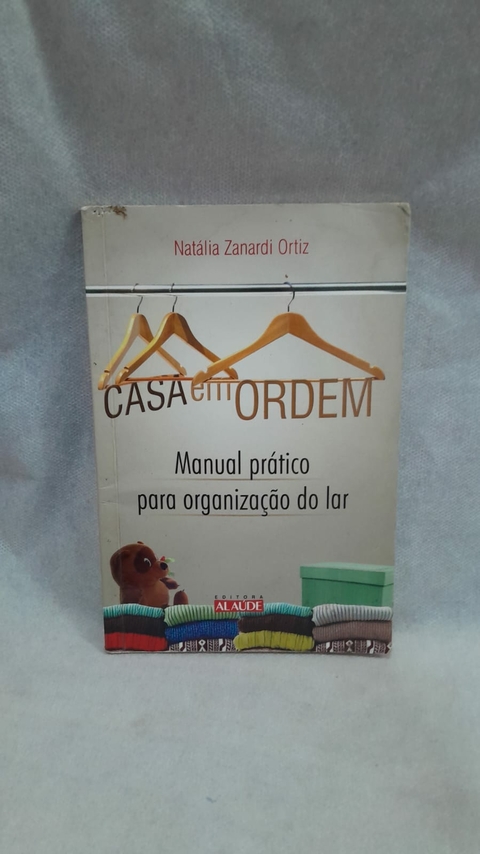 Natália Zanardi Ortiz
CASA em ORDEM
Manual prático
para organização do lar
EDITORA
ALAÚDE